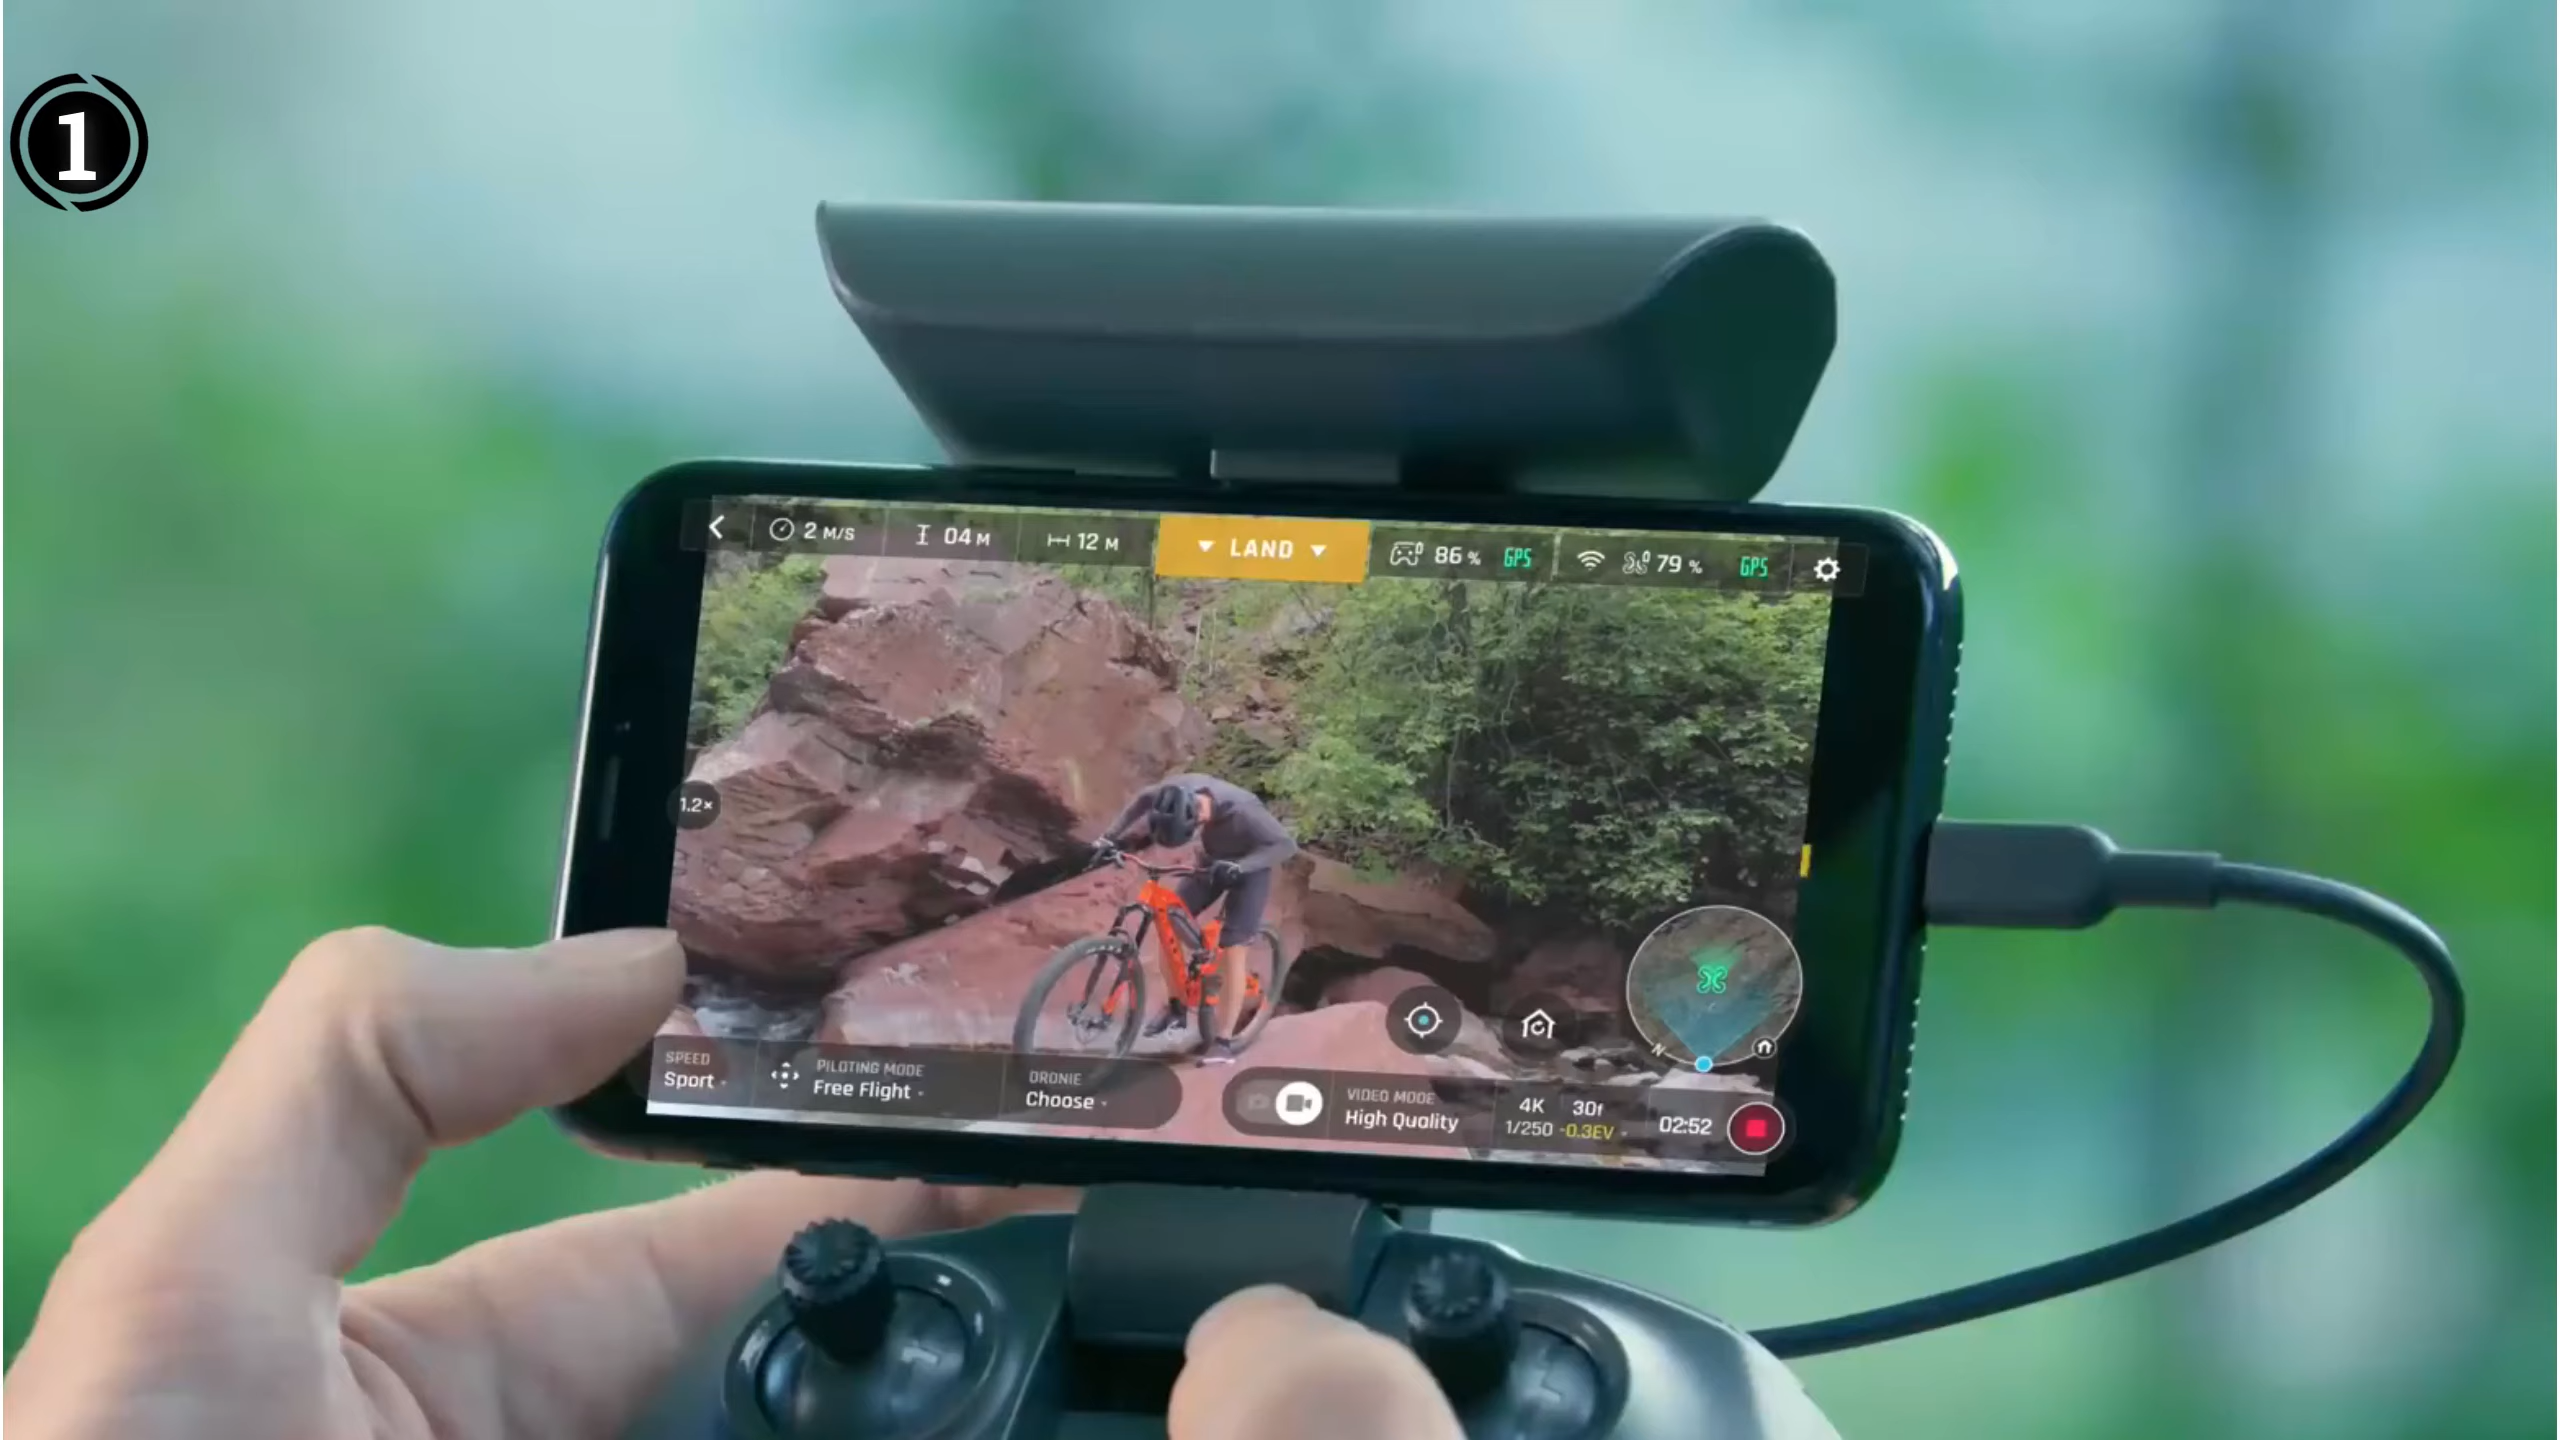 1
2 M/S
04 M
12 M
LAND
86 %
GPS
79 %
GPS
1.2×
N
SPEED
Sport
PILOTING MODE
Free Flight
DRONIE
Choose
VIDEO MODE
High Quality
4K 30f
1/250 -0.3EV
02:52